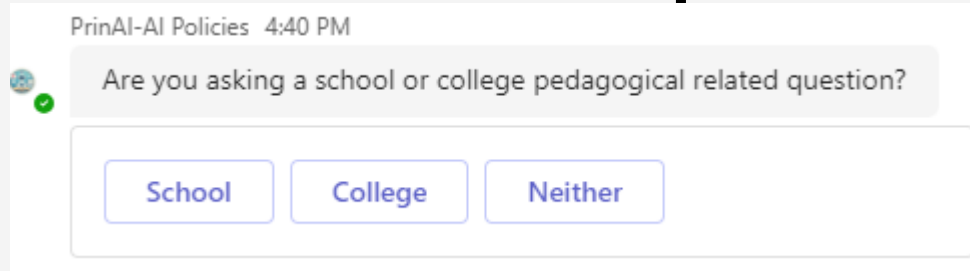 PrinAI-AI Policies 4:40 PM
Are you asking a school or college pedagogical related question?
School College Neither